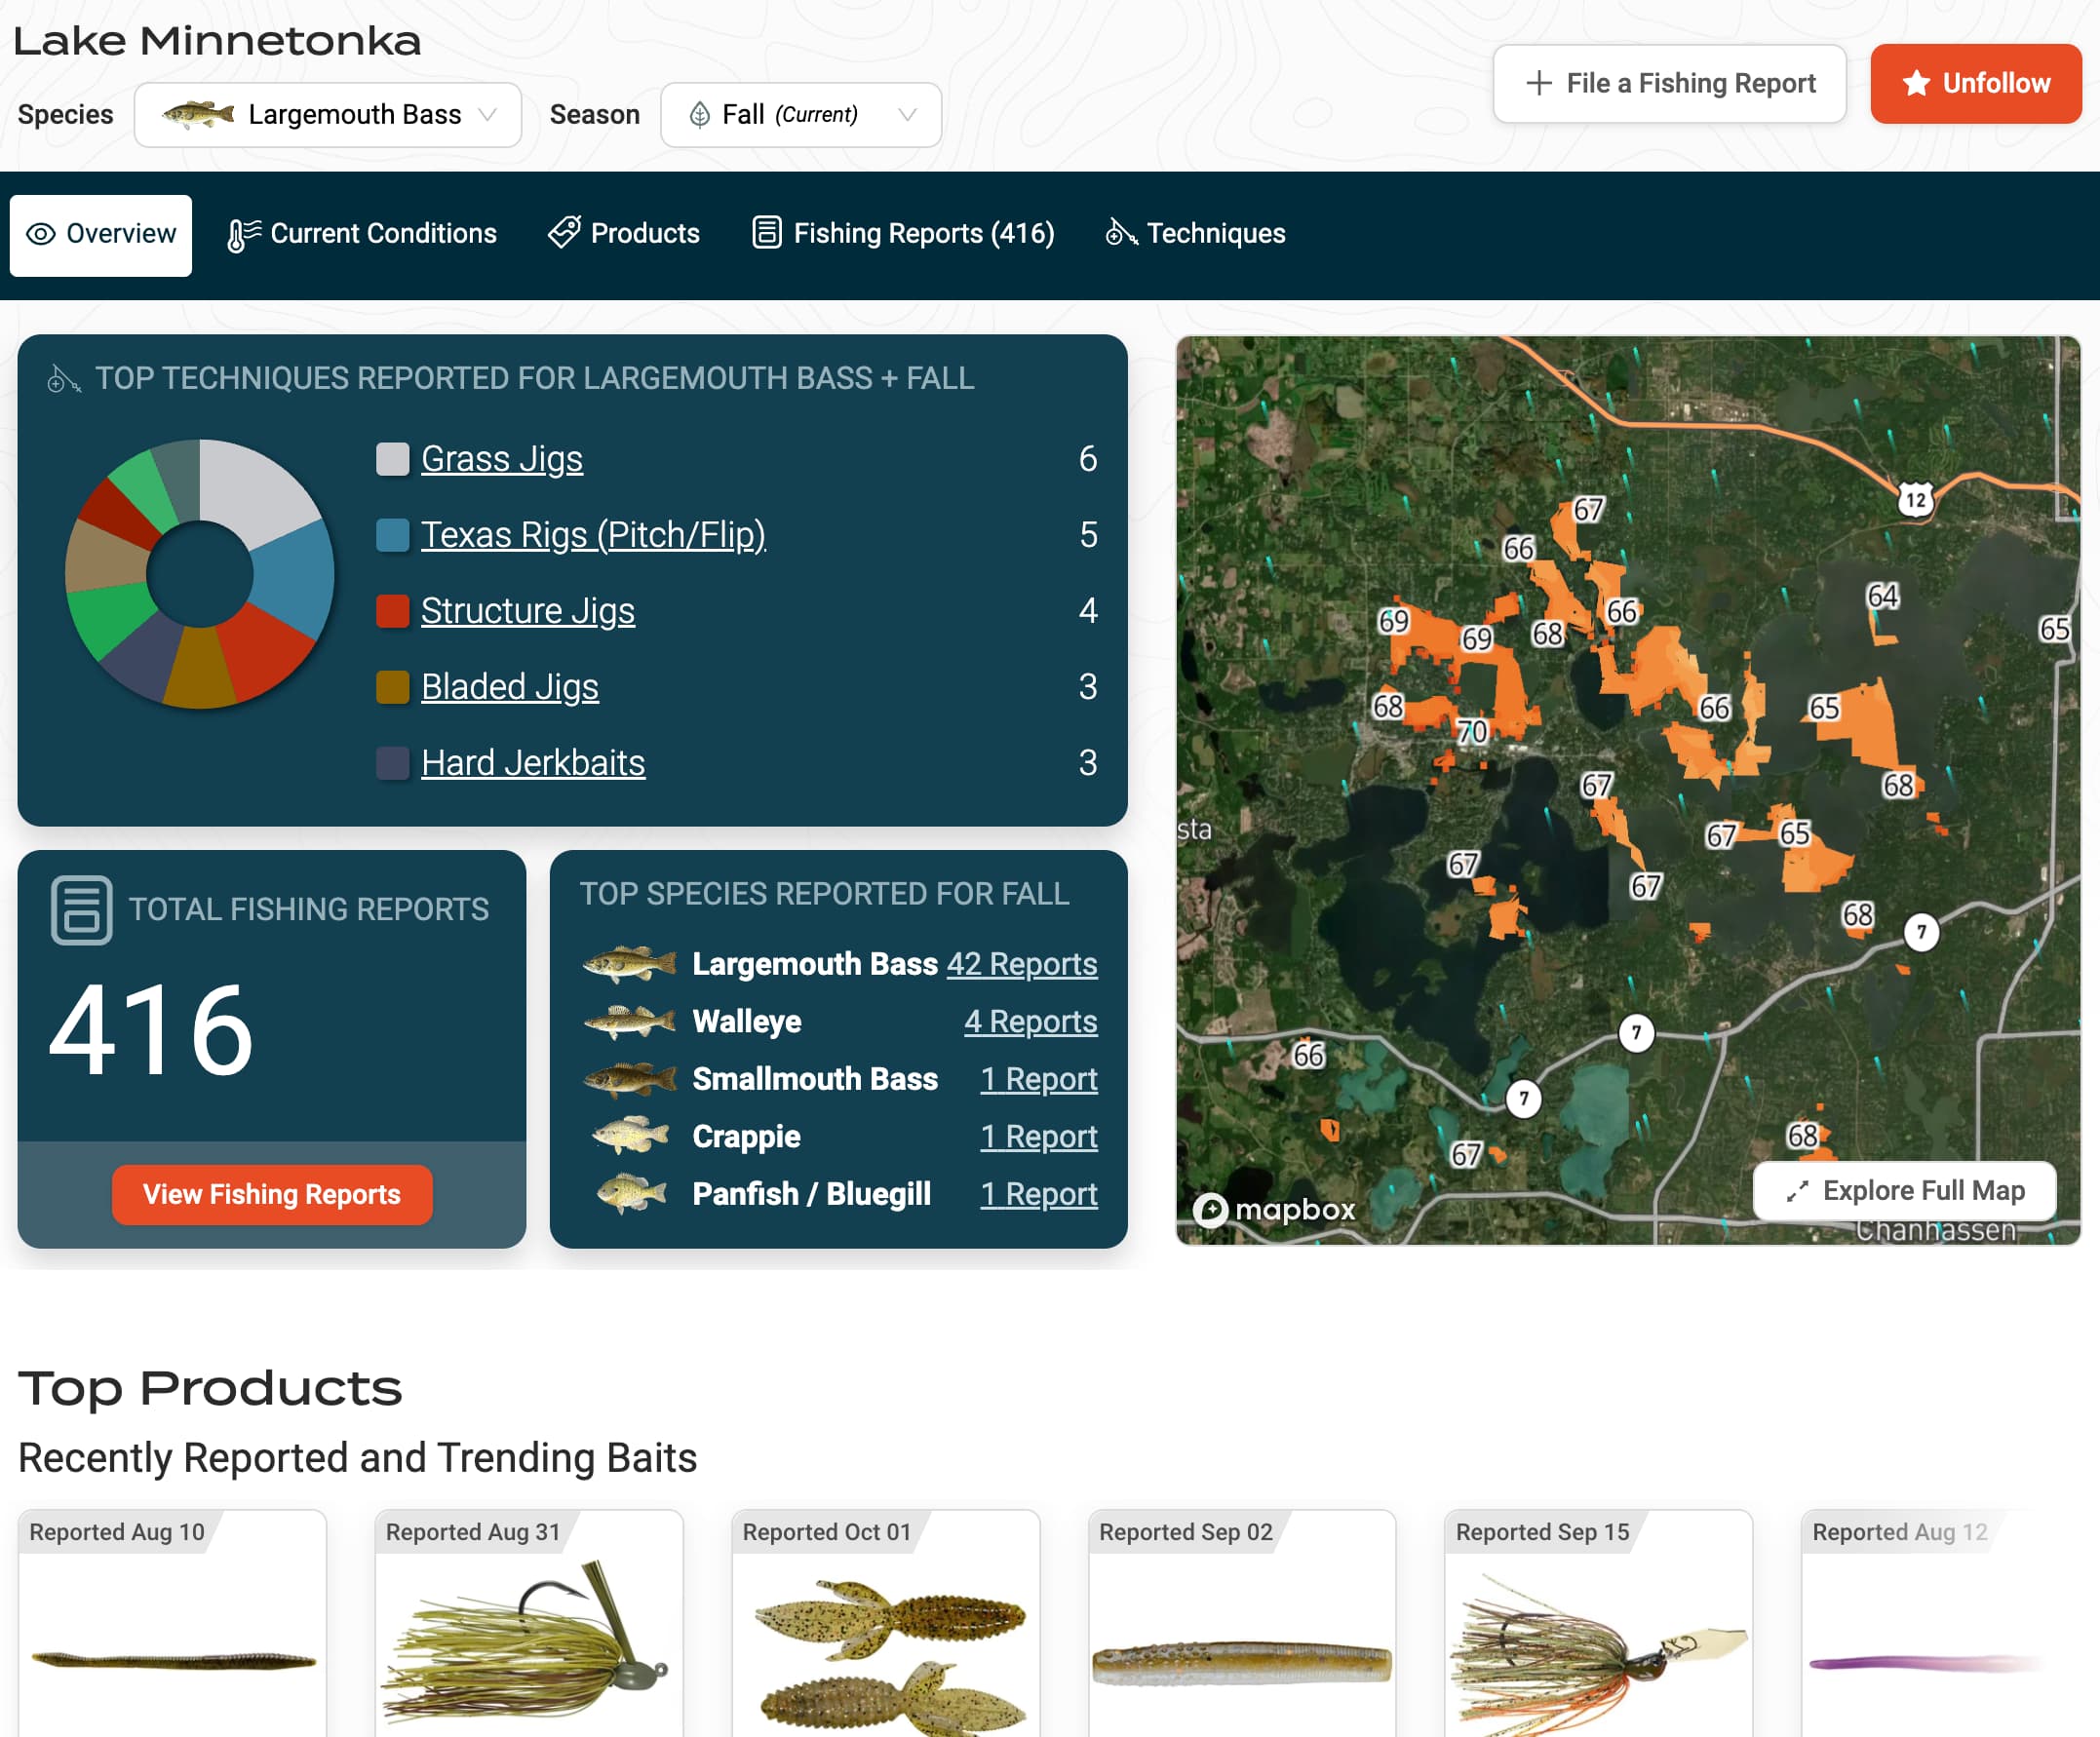 Lake Minnetonka
Species
Largemouth Bass
Season
Fall (Current)
File a Fishing Report
Unfollow
Overview
Current Conditions
Products
Fishing Reports (416)
Techniques
TOP TECHNIQUES REPORTED FOR LARGEMOUTH BASS + FALL
Grass Jigs 6
Texas Rigs (Pitch/Flip) 5
Structure Jigs 4
Bladed Jigs 3
Hard Jerkbaits 3
TOTAL FISHING REPORTS
416
View Fishing Reports
TOP SPECIES REPORTED FOR FALL
Largemouth Bass 42 Reports
Walleye 4 Reports
Smallmouth Bass 1 Report
Crappie 1 Report
Panfish / Bluegill 1 Report
12
67
66
64
66
69
69
68
65
68
70
66
65
67
68
sta
67
65
67
67
68
7
7
66
7
68
67
mapbox
Explore Full Map
Chanhassen
Top Products
Recently Reported and Trending Baits
Reported Aug 10
Reported Aug 31
Reported Oct 01
Reported Sep 02
Reported Sep 15
Reported Aug 12